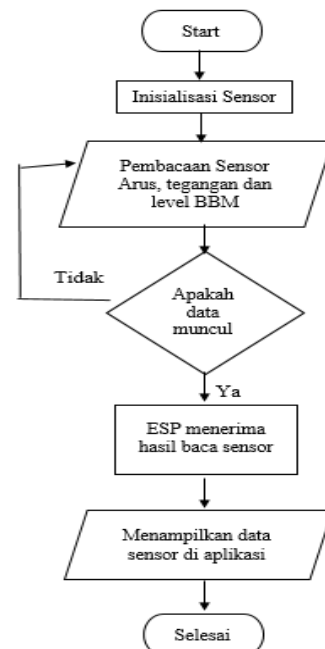 Start
Inisialisasi Sensor
Pembacaan Sensor
Arus, tegangan dan
level BBM
Tidak
Apakah
data
muncul
Ya
ESP menerima
hasil baca sensor
Menampilkan data
sensor di aplikasi
Selesai